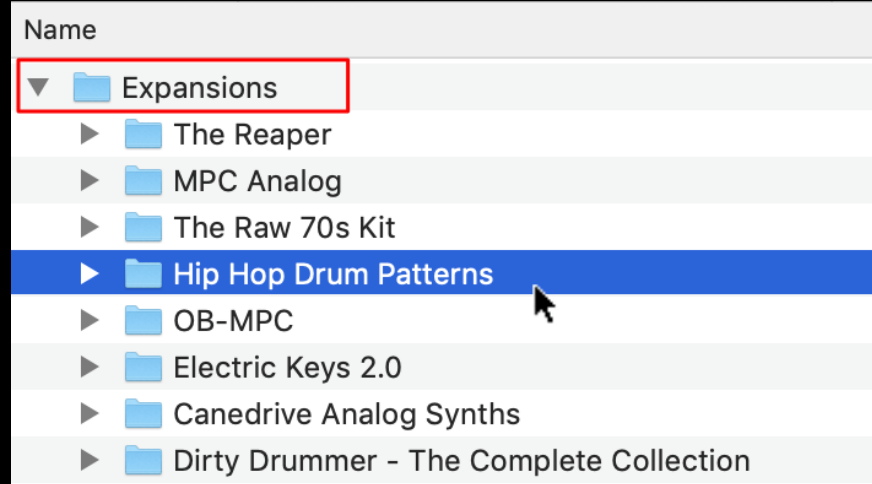 Name
Expansions
The Reaper
MPC Analog
The Raw 70s Kit
Hip Hop Drum Patterns
OB-MPC
Electric Keys 2.0
Canedrive Analog Synths
Dirty Drummer - The Complete Collection